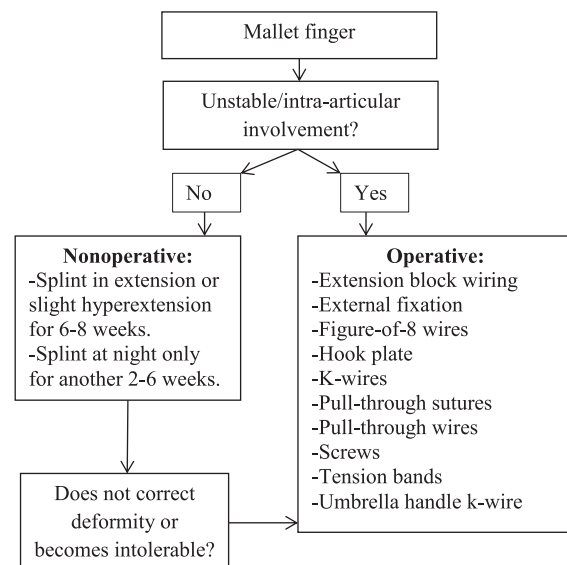 Mallet finger
Unstable/intra-articular
involvement?
No
Yes
Nonoperative:
-Splint in extension or
slight hyperextension
for 6-8 weeks.
-Splint at night only
for another 2-6 weeks.
Operative:
-Extension block wiring
-External fixation
-Figure-of-8 wires
-Hook plate
-K-wires
-Pull-through sutures
-Pull-through wires
-Screws
-Tension bands
-Umbrella handle k-wire
Does not correct
deformity or
becomes intolerable?